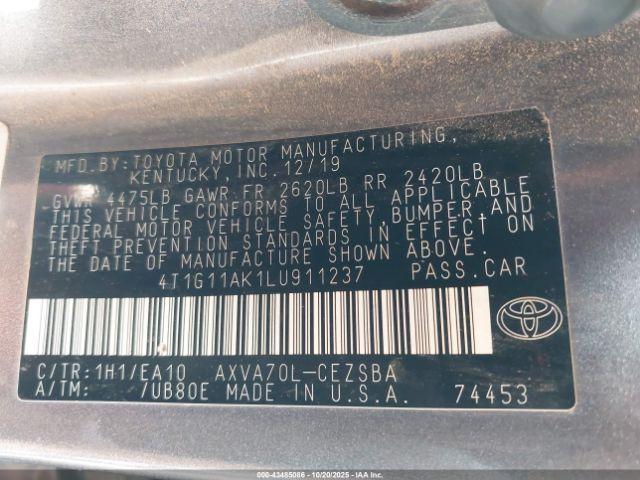 MFD.BY:TOYOTA MOTOR MANUFACTURING,
KENTUCKY, INC. 12/19
GVWR 4475LB GAWR FR 2620LB RR 2420LB
THIS VEHICLE CONFORMS TO ALL APPLICABLE
FEDERAL MOTOR VEHICLE SAFETY,BUMPER,AND
THEFT PREVENTION STANDARDS IN EFFECT ON
THE DATE OF MANUFACTURE SHOWN ABOVE.
4T1G11AK1LU911237 PASS.CAR
C/TR:1H1/EA10 AXVA70L-CEZSBA
A/TM: /UB80E MADE IN U.S.A. 74453
000-43485086 - 10/20/2025 - IAAI - Copyright IAA, Inc.